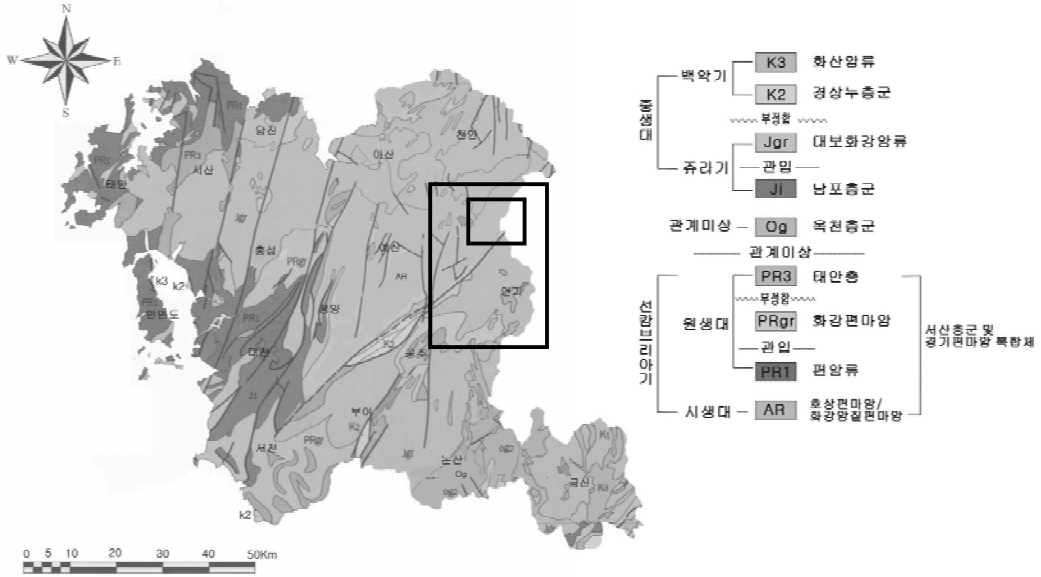 N
W E
S
PR1
당진
천안
아산
PR3
서산
PR1
태안
Jgr
홍성
예산
PRgr
AR
k3
k2
연기
PR1
안면도
PR1
청양
K2
공주
대천
Ji
부여
K2
서천
PRgr
Jgr
논산
Og
og2
og2
K1
금산
K3
Jgr
k2
0 5 10 20 30 40 50Km
중생대
백악기
K3 화산암류
K2 경상누층군
부정합
쥬라기
Jgr 대보화강암류
관입
Ji 남포층군
관계미상 Og 옥천층군
관계미상
선캄브리아기
원생대
PR3 태안층
부정합
PRgr 화강편마암
관입
PR1 편암류
시생대 AR 호상편마암/
화강암질편마암
서산층군 및
경기편마암 복합체